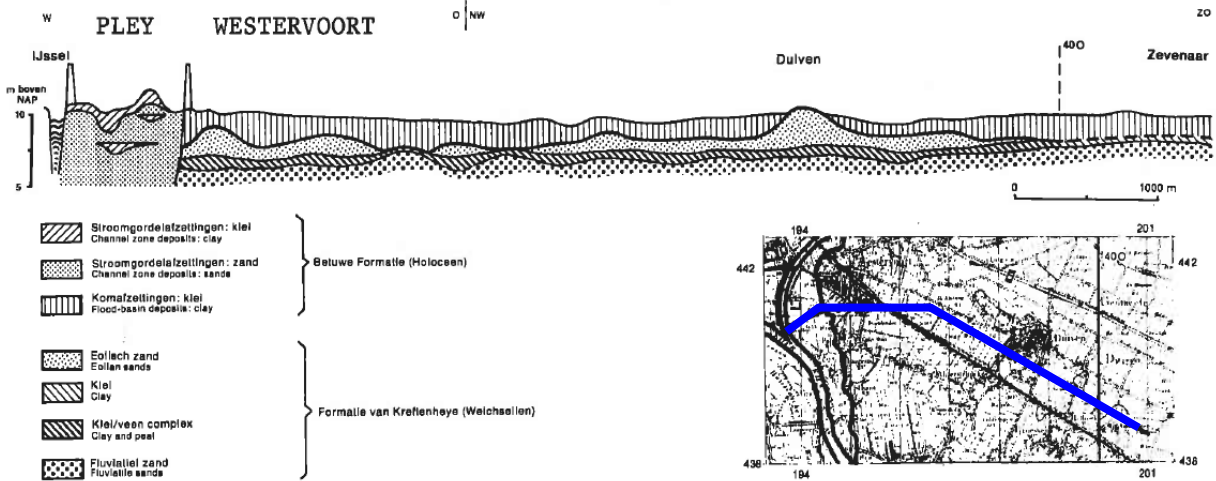 W
PLEY WESTERVOORT
O NW
ZO
IJssel
Duiven
40O
Zevenaar
m boven
NAP
10
5
0 1000 m
Stroomgordelafzettingen: klei
Channel zone deposits: clay
Stroomgordelafzettingen: zand
Channel zone deposits: sands
Komafzettingen: klei
Flood-basin deposits: clay
Betuwe Formatie (Holoceen)
Eolisch zand
Eolian sands
Klei
Clay
Klei/veen complex
Clay and peat
Fluviatiel zand
Fluviatile sands
Formatie van Kreftenheye (Weichselien)
194 201
442 40O 442
438 438
194 201